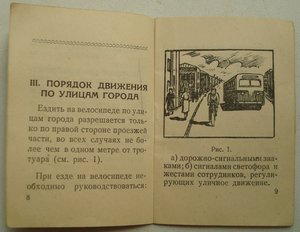 III. ПОРЯДОК ДВИЖЕНИЯ
ПО УЛИЦАМ ГОРОДА
Ездить на велосипеде по ули-
цам города разрешается толь-
ко по правой стороне проезжей
части, во всех случаях не бо-
лее чем в одном метре от тро-
туара (см. рис. 1).
При езде на велосипеде не-
обходимо руководствоваться:
8
Рис. 1.
а) дорожно-сигнальными зна-
ками; б) сигналами светофора и
жестами сотрудников, регули-
рующих уличное движение.
9